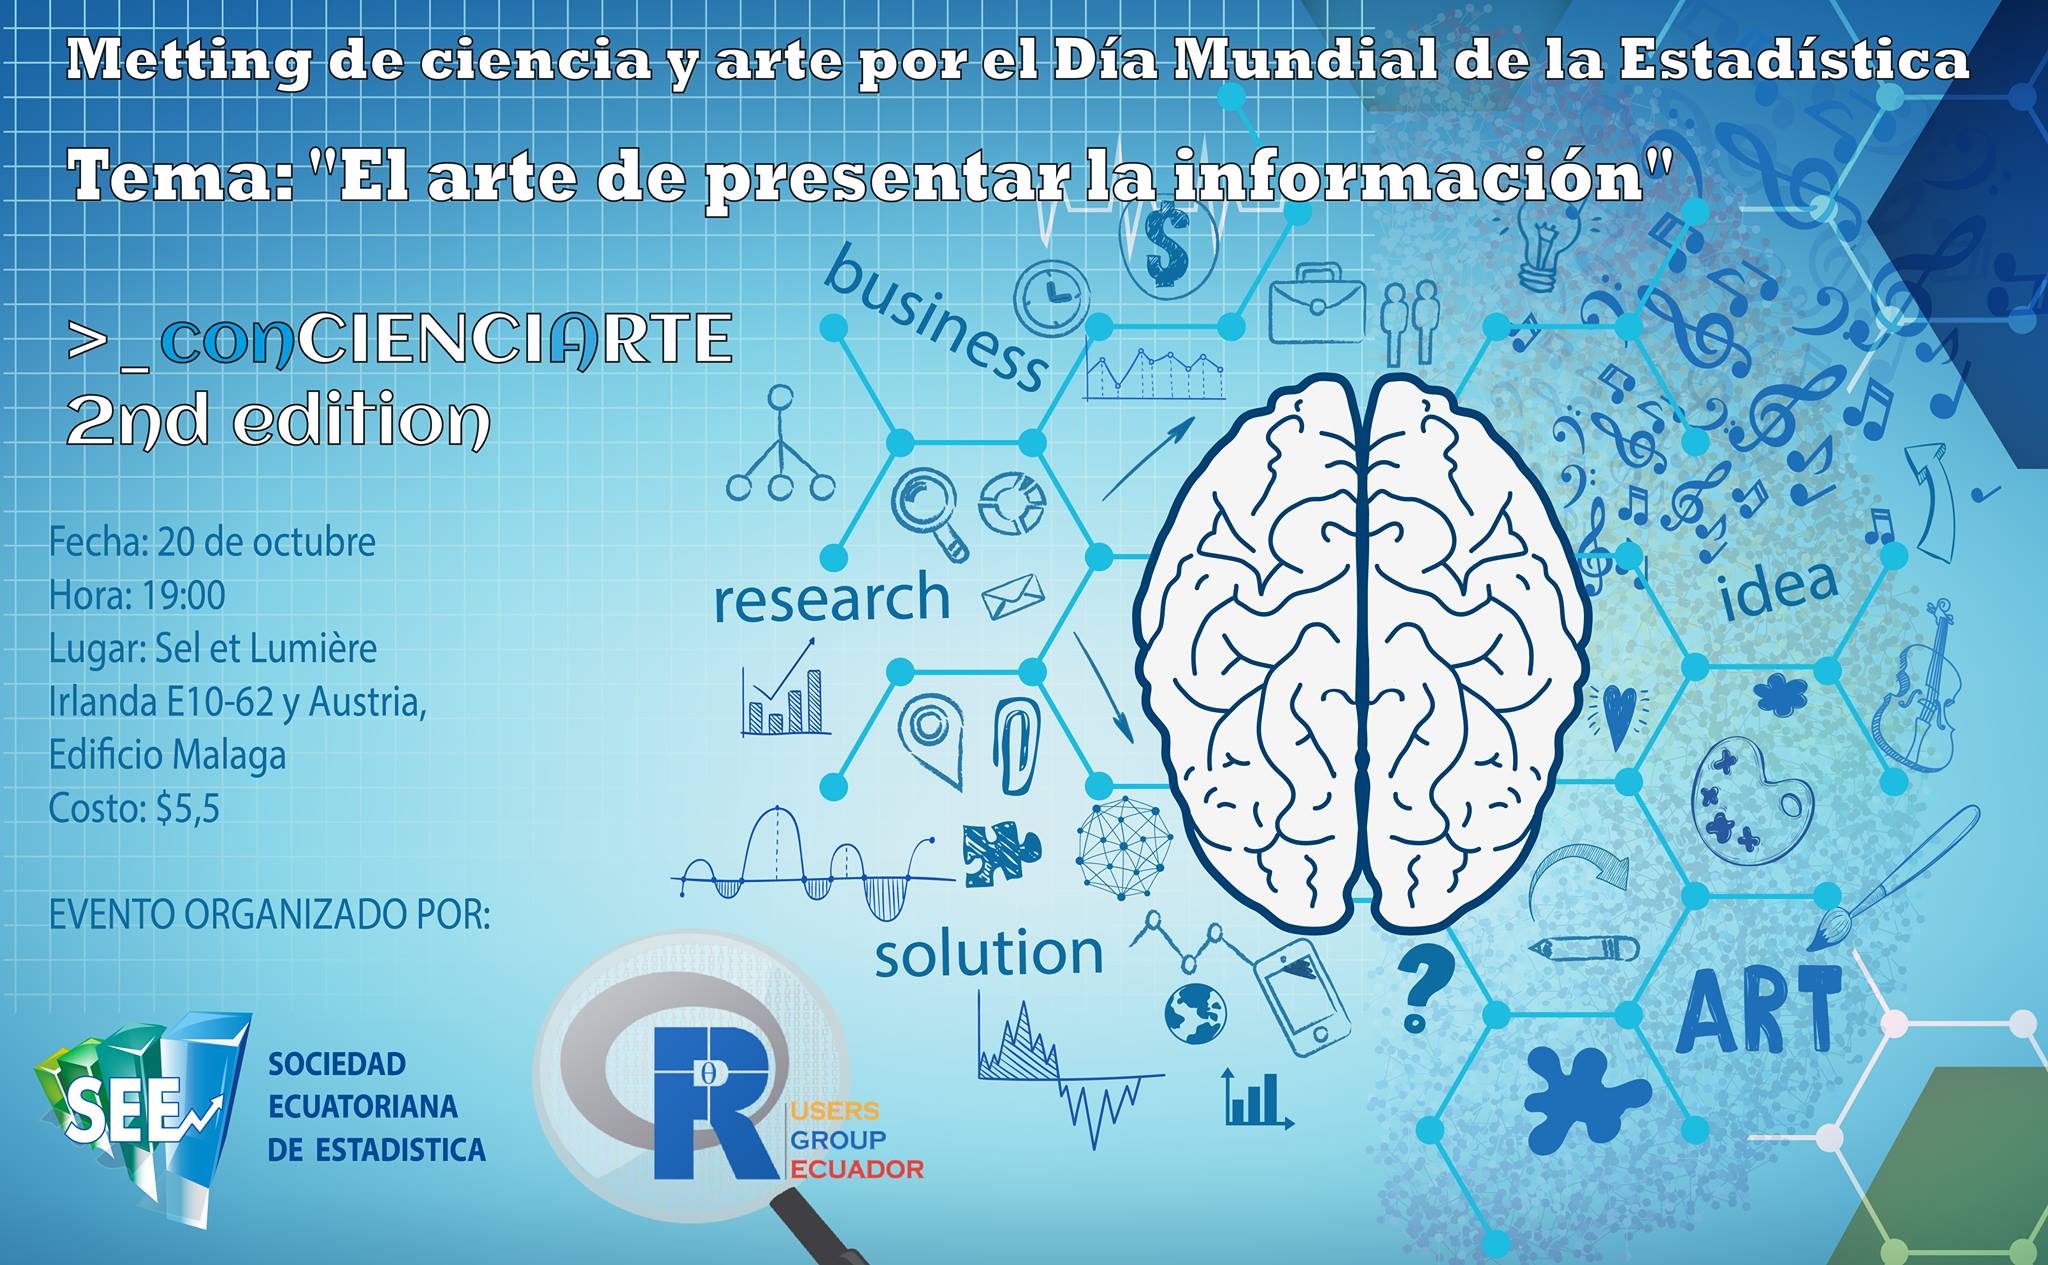 Metting de ciencia y arte por el Día Mundial de la Estadística
Tema: "El arte de presentar la información"
>_conCIENCIARTE
2nd edition
business
research
idea
Fecha: 20 de octubre
Hora: 19:00
Lugar: Sel et Lumière
Irlanda E10-62 y Austria,
Edificio Malaga
Costo: $5,5
EVENTO ORGANIZADO POR:
solution
?
ART
$
SEE
SOCIEDAD
ECUATORIANA
DE ESTADISTICA
R
θ
USERS
GROUP
ECUADOR